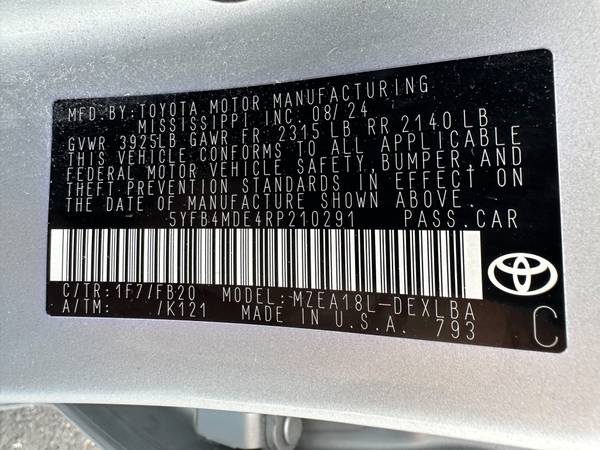 MFD BY: TOYOTA MOTOR MANUFACTURING
MISSISSIPPI INC. 08/24
GVWR 3925LB GAWR FR 2315 LB RR 2140 LB
THIS VEHICLE CONFORMS TO ALL APPLICABLE
FEDERAL MOTOR VEHICLE SAFETY, BUMPER, AND
THEFT PREVENTION STANDARDS IN EFFECT ON
THE DATE OF MANUFACTURE SHOWN ABOVE.
5YFB4MDE4RP210291 PASS.CAR
C/TR: 1F7/FB20 MODEL: MZEA18L-DEXLBA
A/TM: /K121 MADE IN U.S.A. 793
C